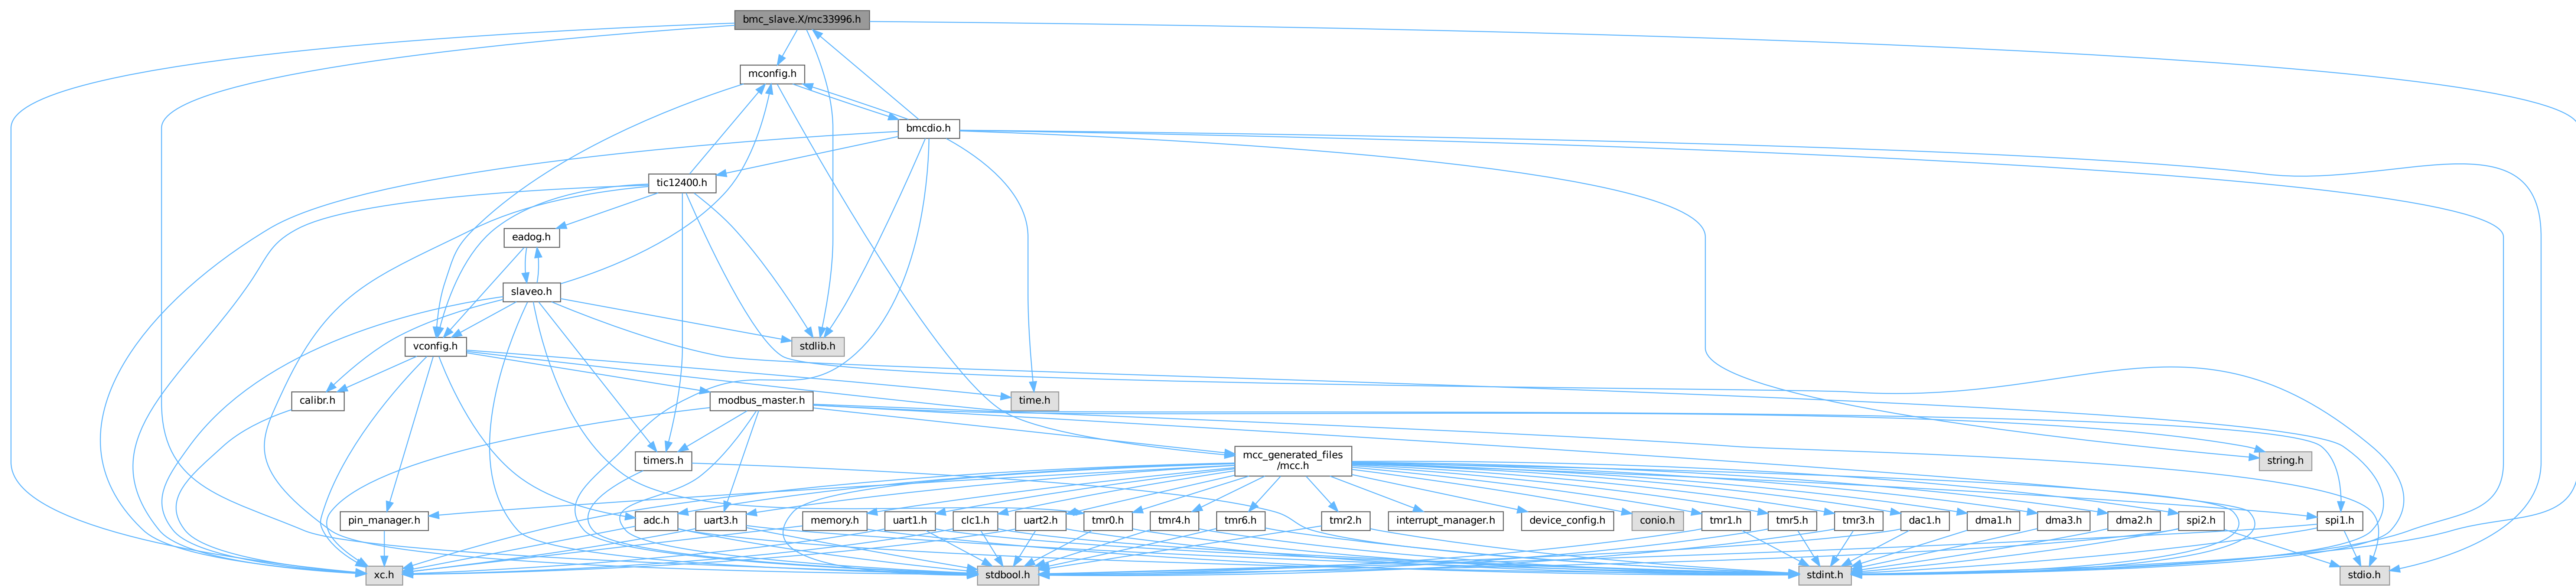 bmc_slave.X/mc33996.h
mconfig.h
bmcdio.h
tic12400.h
eadog.h
slaveo.h
vconfig.h
stdlib.h
calibr.h
modbus_master.h
time.h
timers.h
mcc_generated_files
/mcc.h
string.h
pin_manager.h
adc.h
uart3.h
memory.h
uart1.h
clc1.h
uart2.h
tmr0.h
tmr4.h
tmr6.h
tmr2.h
interrupt_manager.h
device_config.h
conio.h
tmr1.h
tmr5.h
tmr3.h
dac1.h
dma1.h
dma3.h
dma2.h
spi2.h
spi1.h
xc.h
stdbool.h
stdint.h
stdio.h